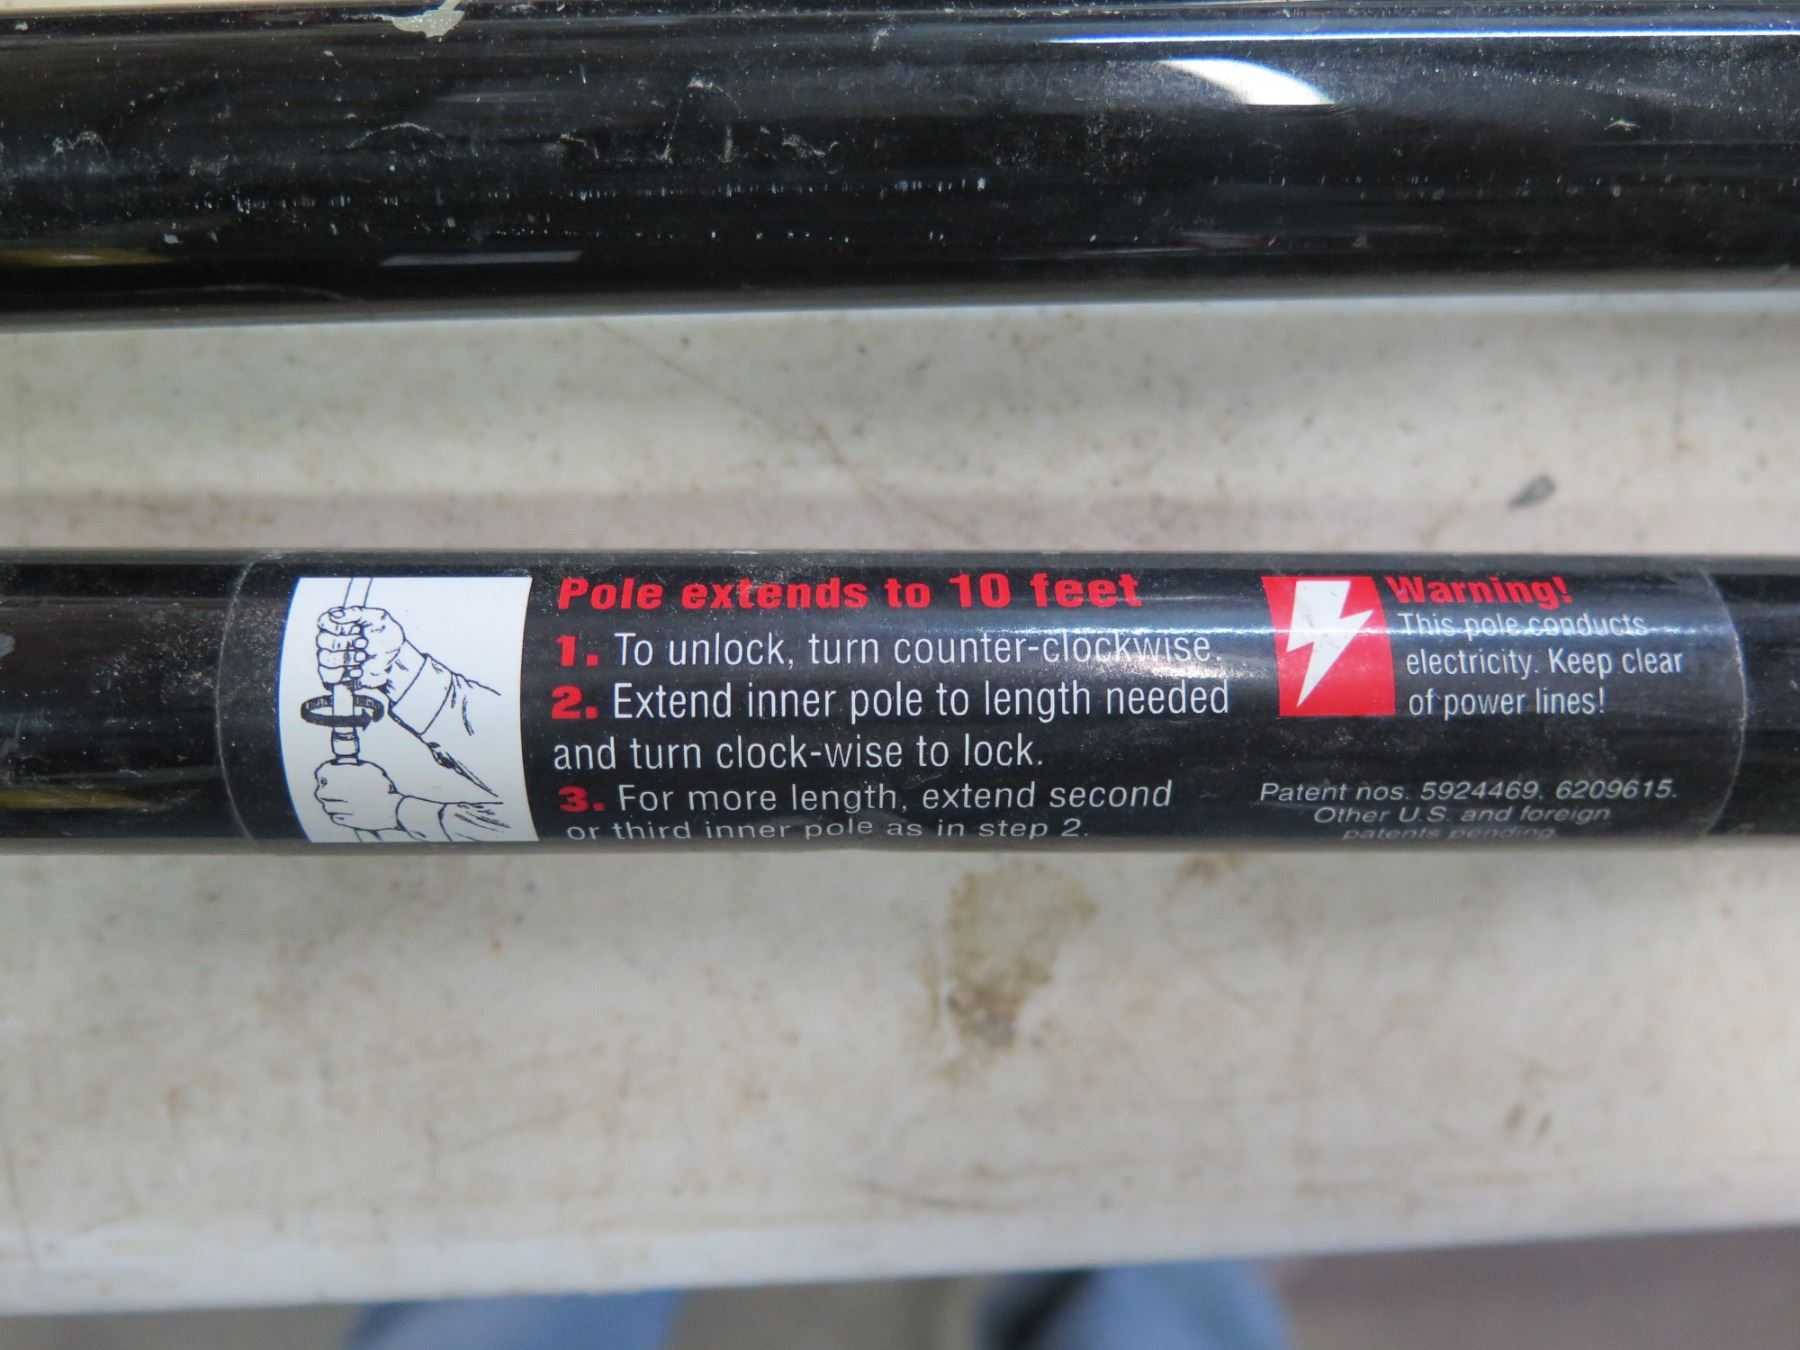 Pole extends to 10 feet
1. To unlock, turn counter-clockwise.
2. Extend inner pole to length needed
and turn clock-wise to lock.
3. For more length, extend second
or third inner pole as in step 2.
Warning!
This pole conducts
electricity. Keep clear
of power lines!
Patent nos. 5924469, 6209615.
Other U.S. and foreign
patents pending.